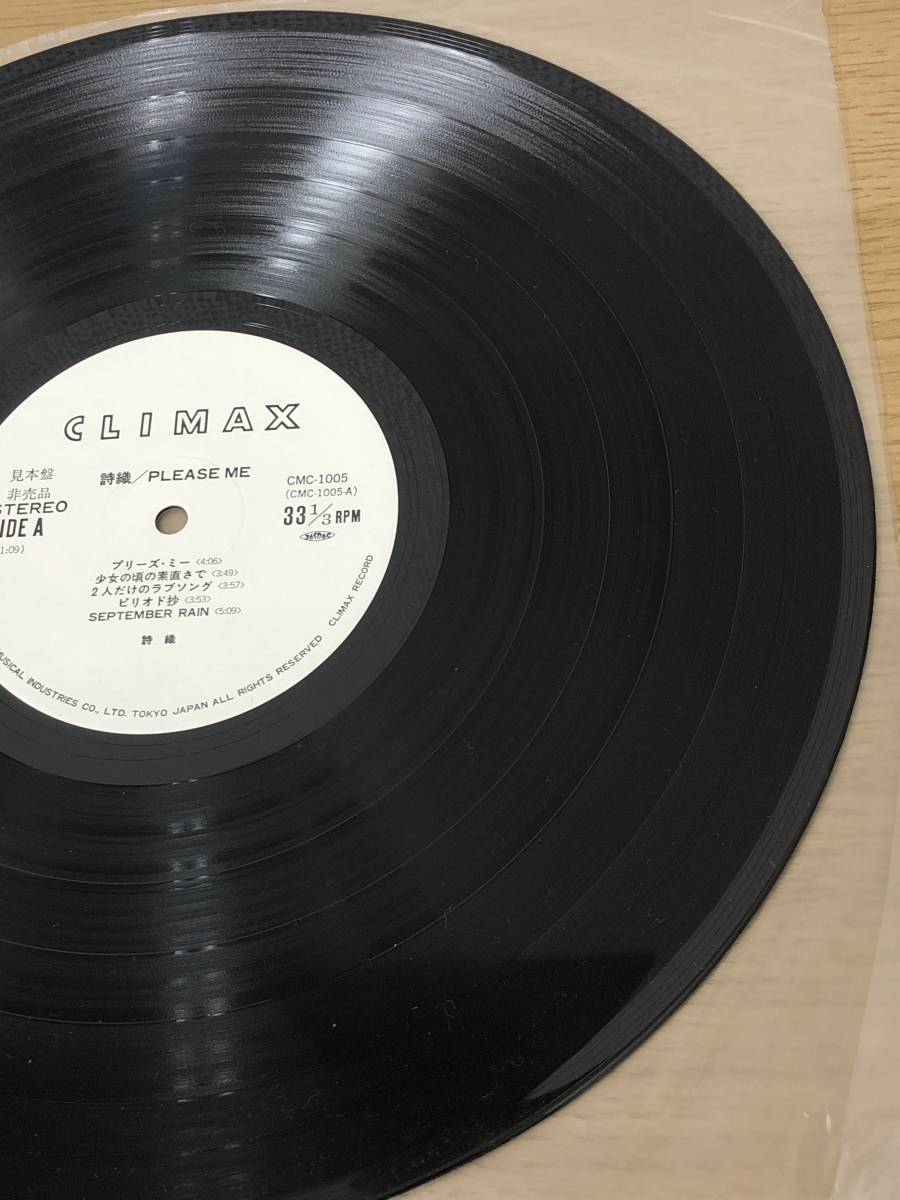 CLIMAX
見本盤
非売品
STEREO
IDE A
1:09)
詩織/PLEASE ME
CMC-1005
(CMC-1005-A)
33 1/3 RPM
プリーズ・ミー〈4:06〉
少女の頃の素直さで〈3:49〉
2人だけのラブソング〈3:57〉
ピリオド抄〈3:53〉
SEPTEMBER RAIN〈5:09〉
詩織
MUSICAL INDUSTRIES CO., LTD. TOKYO JAPAN ALL RIGHTS RESERVED CLIMAX RECORD